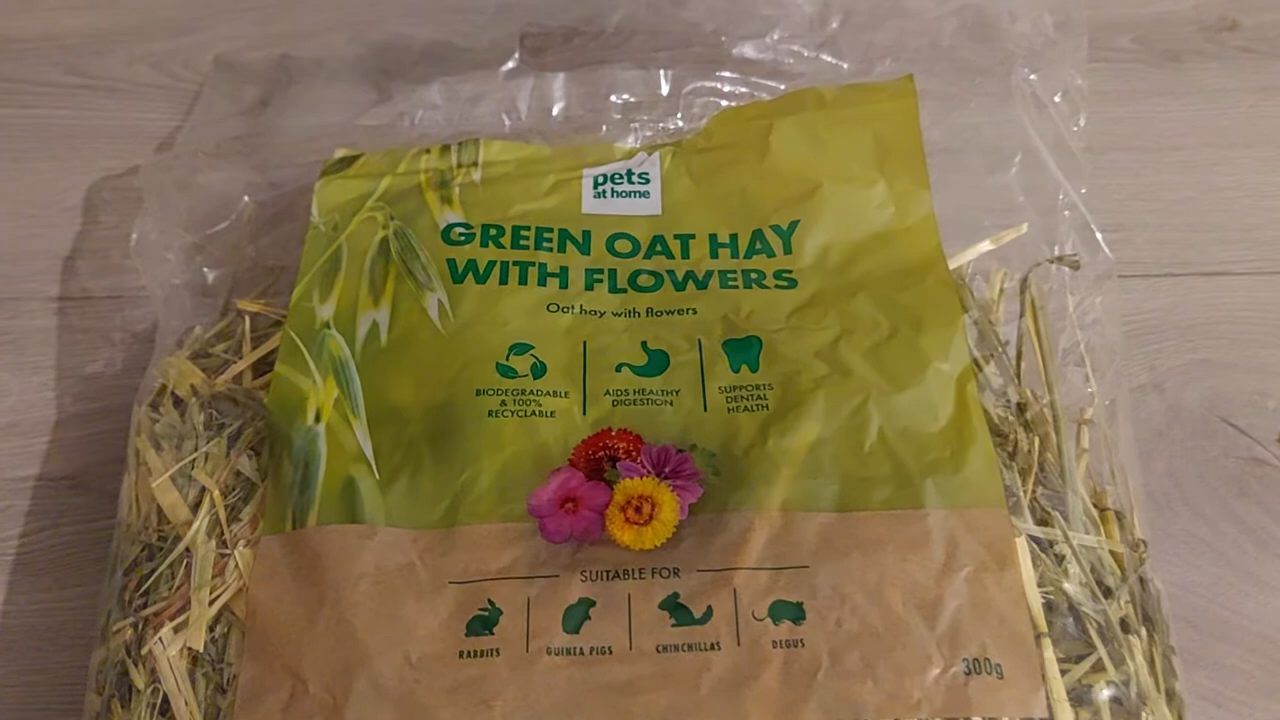 pets
at home
GREEN OAT HAY
WITH FLOWERS
Oat hay with flowers
BIODEGRADABLE
& 100%
RECYCLABLE
AIDS HEALTHY
DIGESTION
SUPPORTS
DENTAL
HEALTH
SUITABLE FOR
RABBITS
GUINEA PIGS
CHINCHILLAS
DEGUS
300g